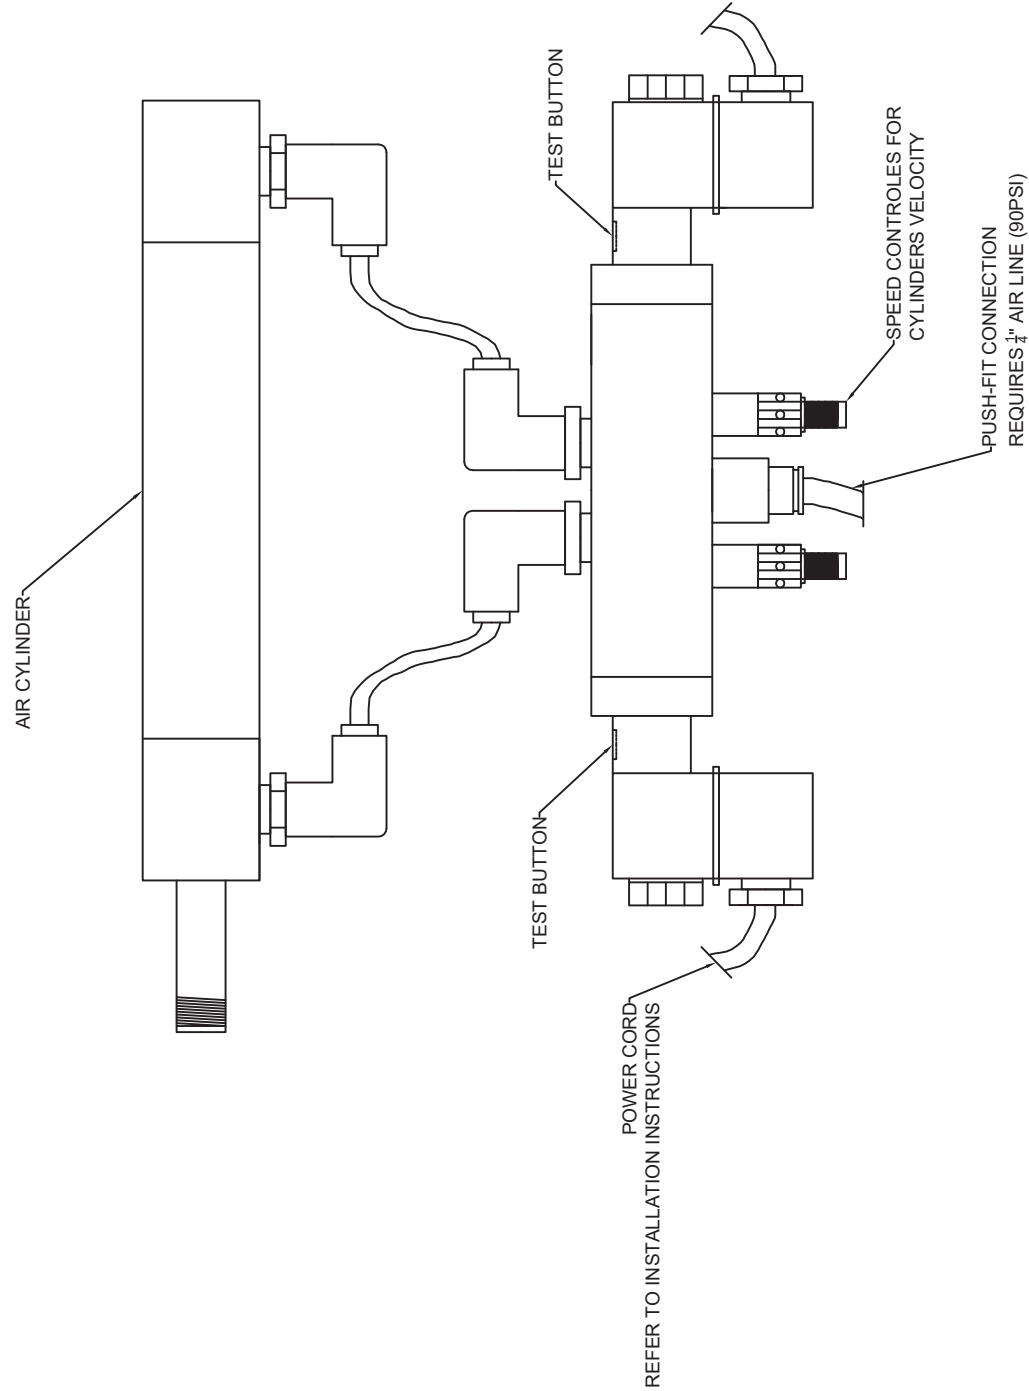 AIR CYLINDER
TEST BUTTON
TEST BUTTON
SPEED CONTROLES FOR
CYLINDERS VELOCITY
PUSH-FIT CONNECTION
REQUIRES 1/4" AIR LINE (90PSI)
POWER CORD
REFER TO INSTALLATION INSTRUCTIONS